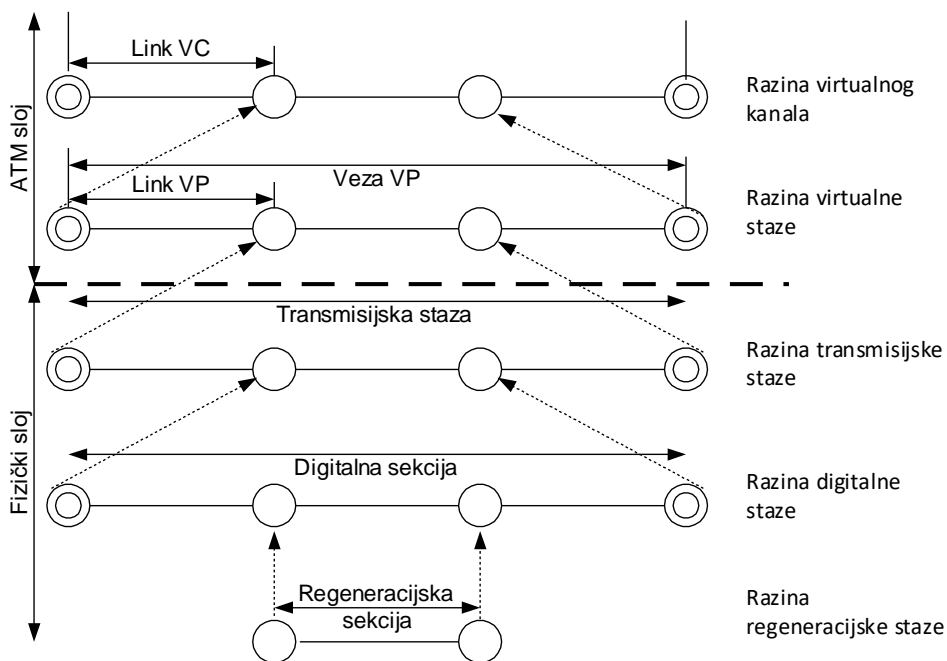 Link VC
Razina virtualnog
kanala
ATM sloj
Veza VP
Link VP
Razina virtualne
staze
Transmisijska staza
Razina transmisijske
staze
Fizički sloj
Digitalna sekcija
Razina digitalne
staze
Regeneracijska
sekcija
Razina
regeneracijske staze